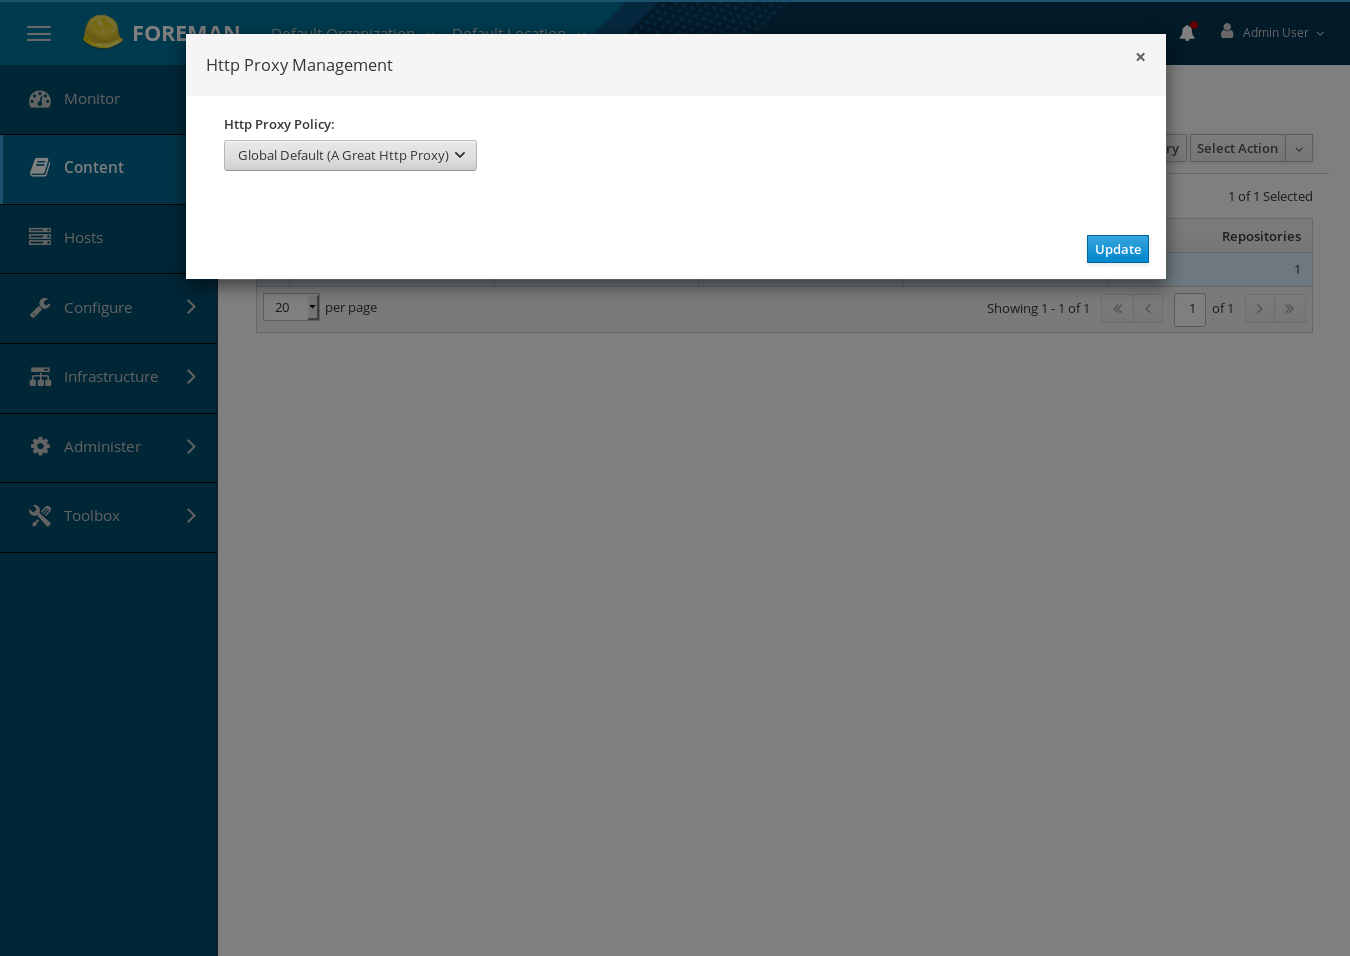 FOREMAN
Default Organization
Default Location
Admin User
Http Proxy Management
×
Monitor
Http Proxy Policy:
Global Default (A Great Http Proxy)
ry
Select Action
Content
1 of 1 Selected
Hosts
Repositories
Update
1
20 per page
Showing 1 - 1 of 1
1 of 1
Configure
Infrastructure
Administer
Toolbox